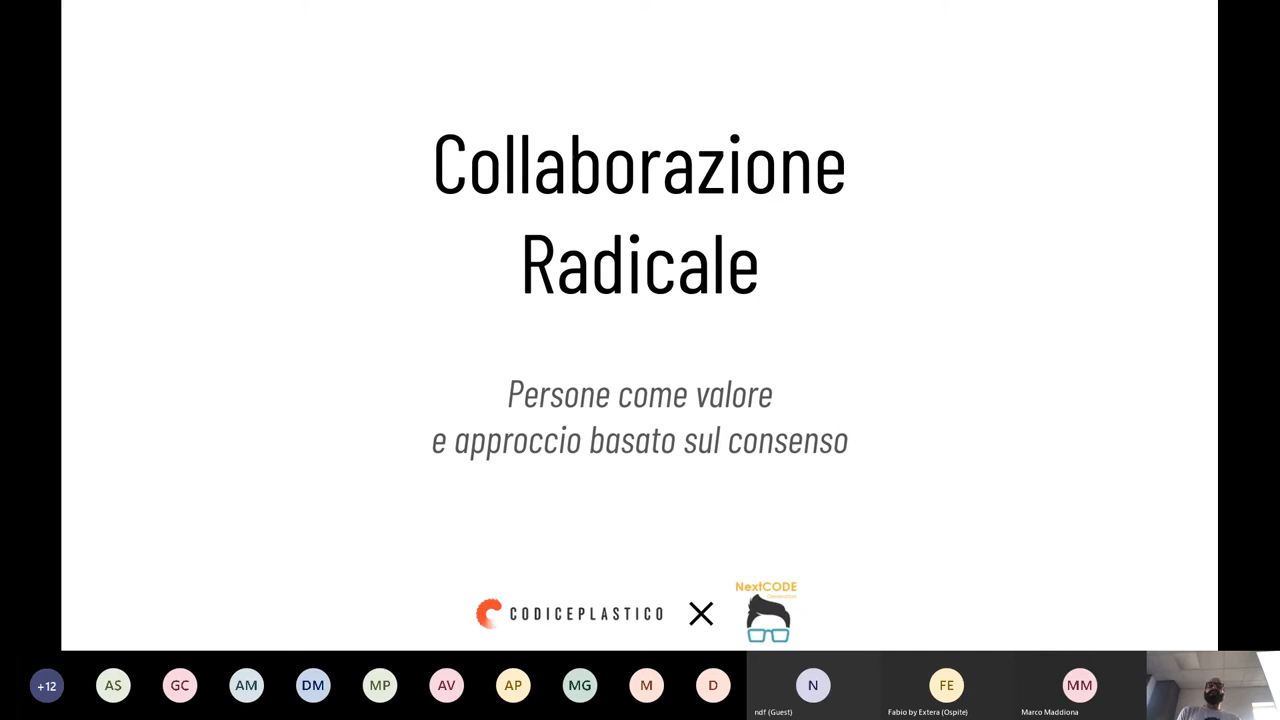 Collaborazione
Radicale
Persone come valore
e approccio basato sul consenso
CODICEPLASTICO
NextCODE
Generation
+12
AS
GC
AM
DM
MP
AV
AP
MG
M
D
N
FE
MM
ndf (Guest)
Fabio by Extera (Ospite)
Marco Maddiona